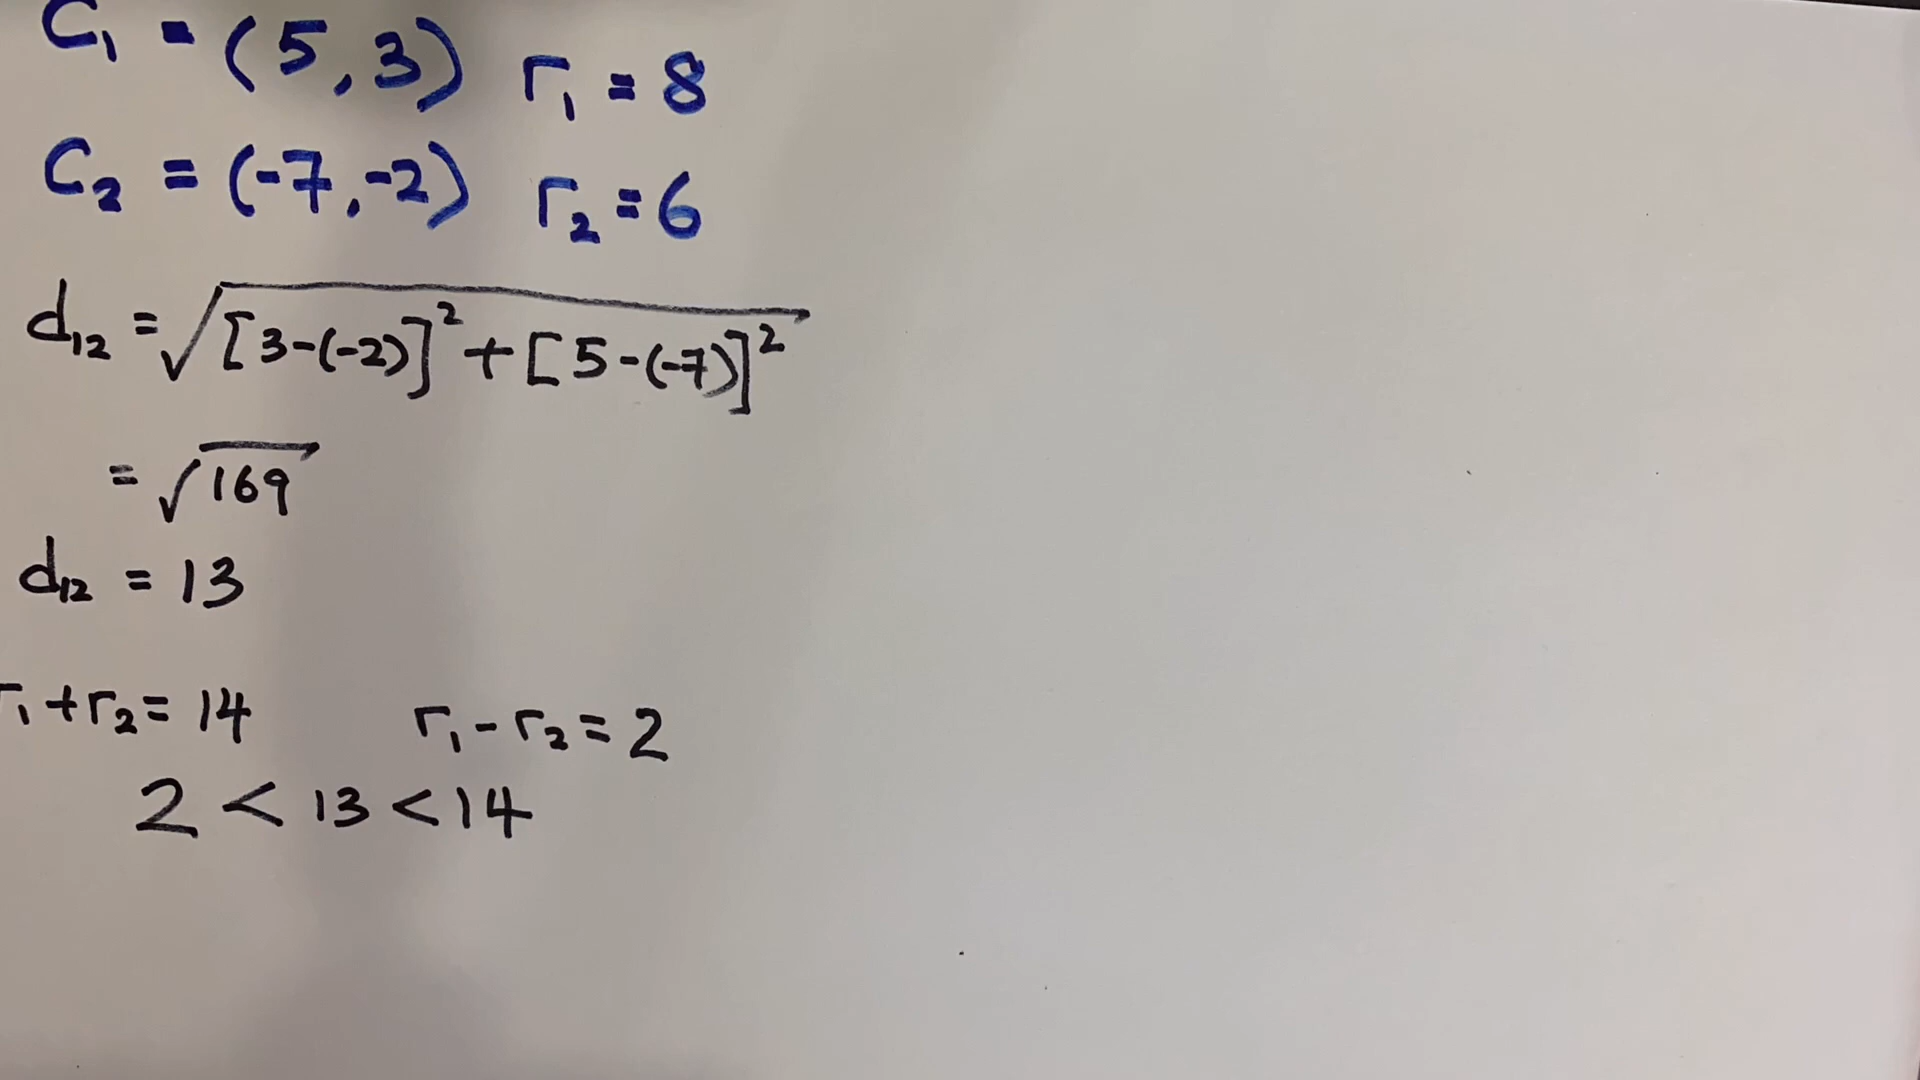 C₁ = (5, 3) r₁ = 8
C₂ = (-7, -2) r₂ = 6
d₁₂ = √([3-(-2)]² + [5-(-7)]²)
= √169
d₁₂ = 13
r₁ + r₂ = 14 r₁ - r₂ = 2
2 < 13 < 14